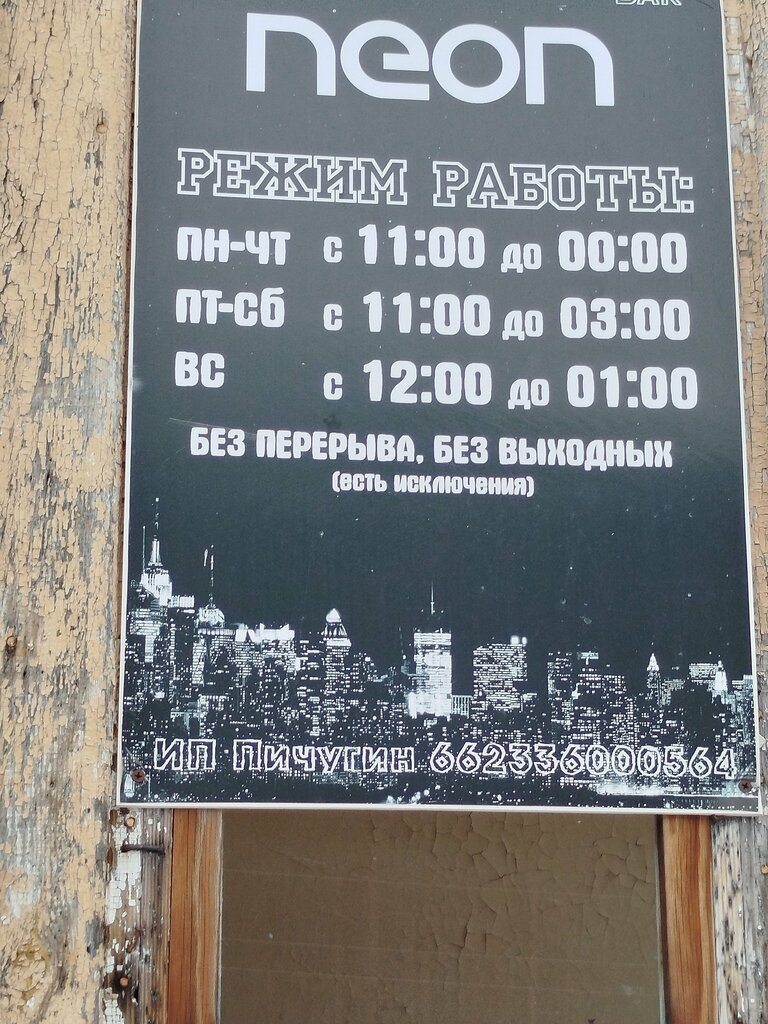 neon
РЕЖИМ РАБОТЫ:
ПН-ЧТ с 11:00 до 00:00
ПТ-СБ с 11:00 до 03:00
ВС с 12:00 до 01:00
БЕЗ ПЕРЕРЫВА, БЕЗ ВЫХОДНЫХ
(есть исключения)
ИП Пичугин 662336000564